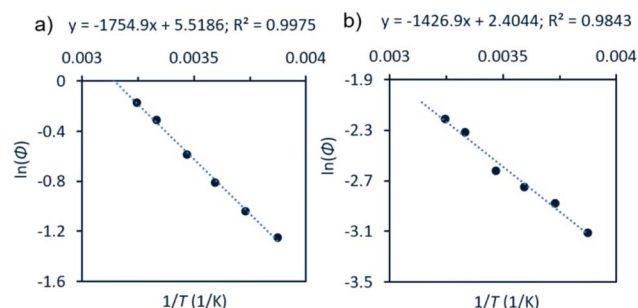 a) y = -1754.9x + 5.5186; R² = 0.9975
0.003 0.0035 0.004
0
-0.4
-0.8
-1.2
-1.6
ln(Φ)
1/T (1/K)
b) y = -1426.9x + 2.4044; R² = 0.9843
0.003 0.0035 0.004
-1.9
-2.3
-2.7
-3.1
-3.5
ln(Φ)
1/T (1/K)